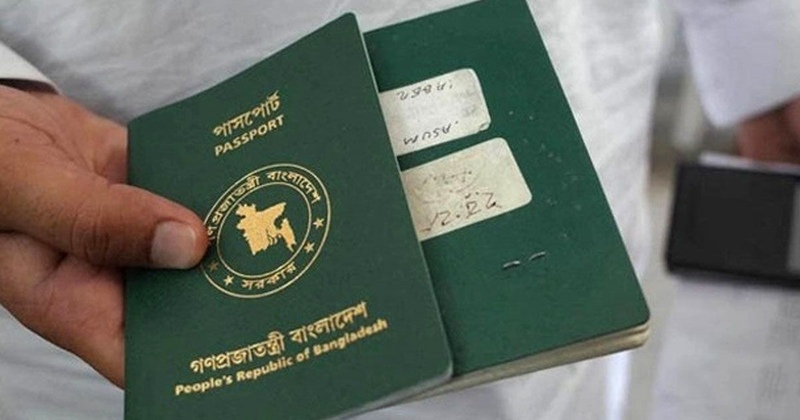 পাসপোর্ট
PASSPORT
গণপ্রজাতন্ত্রী বাংলাদেশ
সরকার
গণপ্রজাতন্ত্রী বাংলাদেশ
People's Republic of Bangladesh